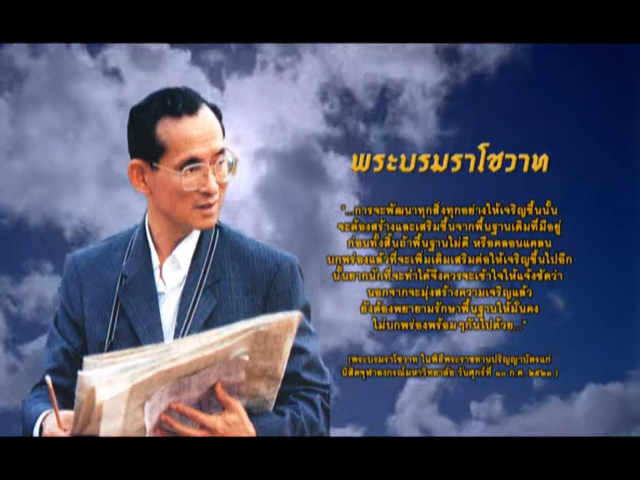 พระบรมราโชวาท
"...การจะพัฒนาทุกสิ่งทุกอย่างให้เจริญขึ้นนั้น
จะต้องสร้างและเสริมขึ้นจากพื้นฐานเดิมที่มีอยู่
ก่อนทั้งสิ้นถ้าพื้นฐานไม่ดี หรือคลอนแคลน
บกพร่องแล้วที่จะเพิ่มเติมเสริมต่อให้เจริญขึ้นไปอีก
นั้นยากนักที่จะทำได้จึงควรจะเข้าใจให้แจ้งชัดว่า
นอกจากจะมุ่งสร้างความเจริญแล้ว
ยังต้องพยายามรักษาพื้นฐานให้มั่นคง
ไม่บกพร่องพร้อมๆกันไปด้วย..."
(พระบรมราโชวาท ในพิธีพระราชทานปริญญาบัตรแก่
นิสิตจุฬาลงกรณ์มหาวิทยาลัย วันศุกร์ที่ ๑๐ ก.ค. ๒๕๒๑ )